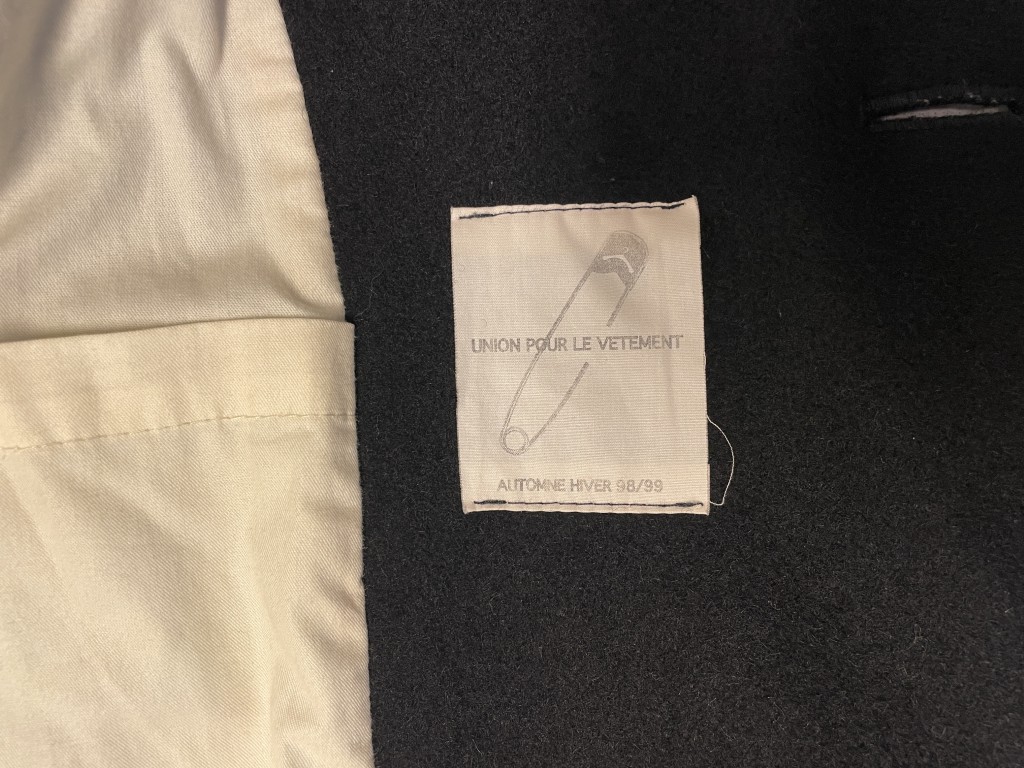 UNION POUR LE VETEMENT
AUTOMNE HIVER 98/99